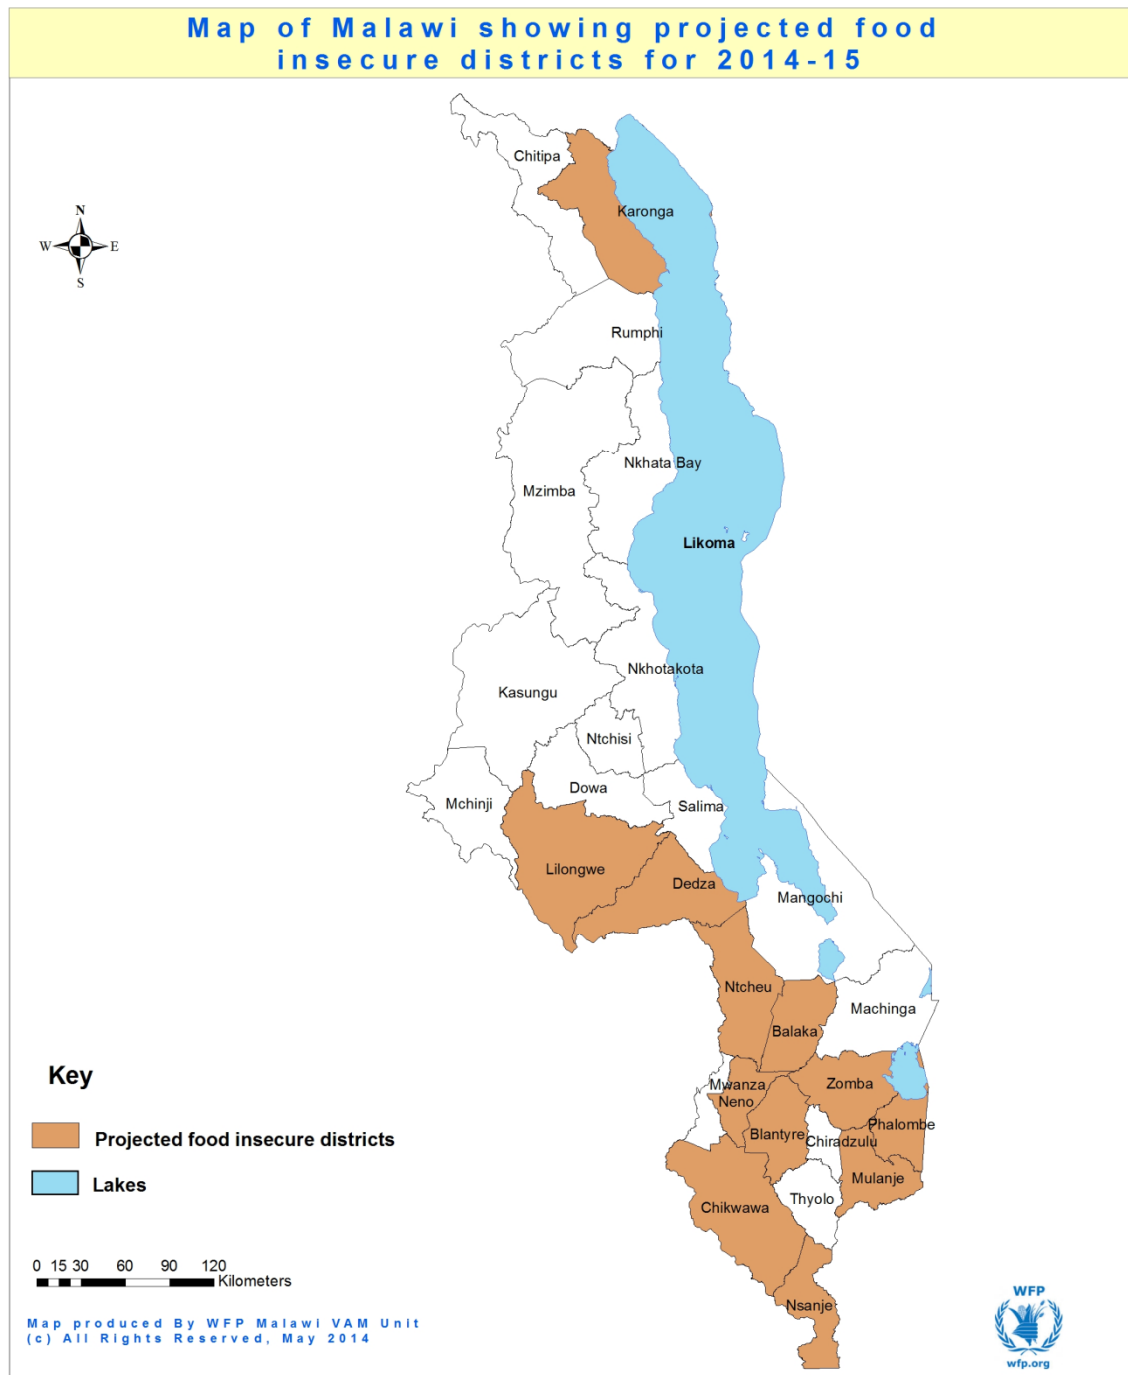 Map of Malawi showing projected food
insecure districts for 2014-15
Chitipa
N
Karonga
W
E
S
Rumphi
Nkhata Bay
Mzimba
Likoma
Nkhotakota
Kasungu
Ntchisi
Dowa
Mchinji
Salima
Lilongwe
Dedza
Mangochi
Ntcheu
Machinga
Balaka
Key
Mwanza
Zomba
Neno
Phalombe
Blantyre
Chiradzulu
Projected food insecure districts
Mulanje
Lakes
Thyolo
Chikwawa
0 15 30 60 90 120
Kilometers
Nsanje
WFP
wfp.org
Map produced By WFP Malawi VAM Unit
(c) All Rights Reserved, May 2014